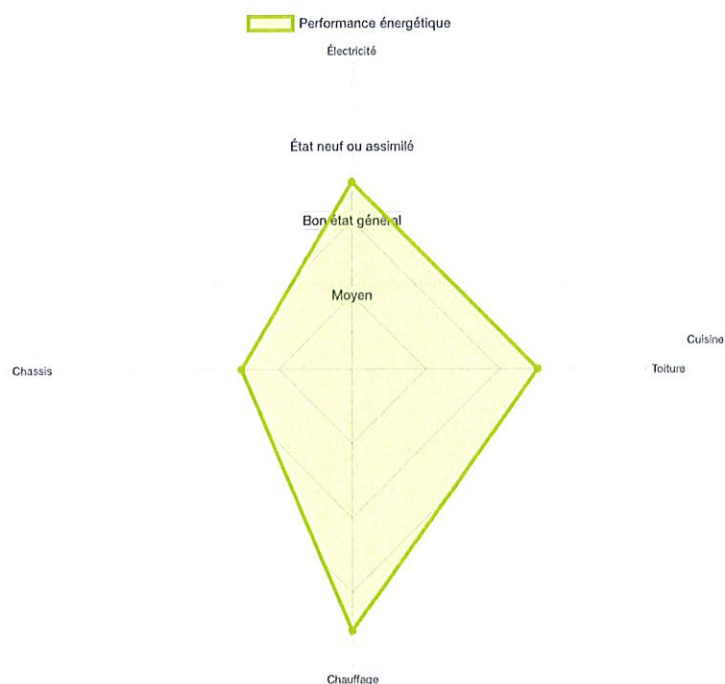 Performance énergétique
Électricité
État neuf ou assimilé
Bon état général
Moyen
Cuisine
Chassis
Toiture
Chauffage